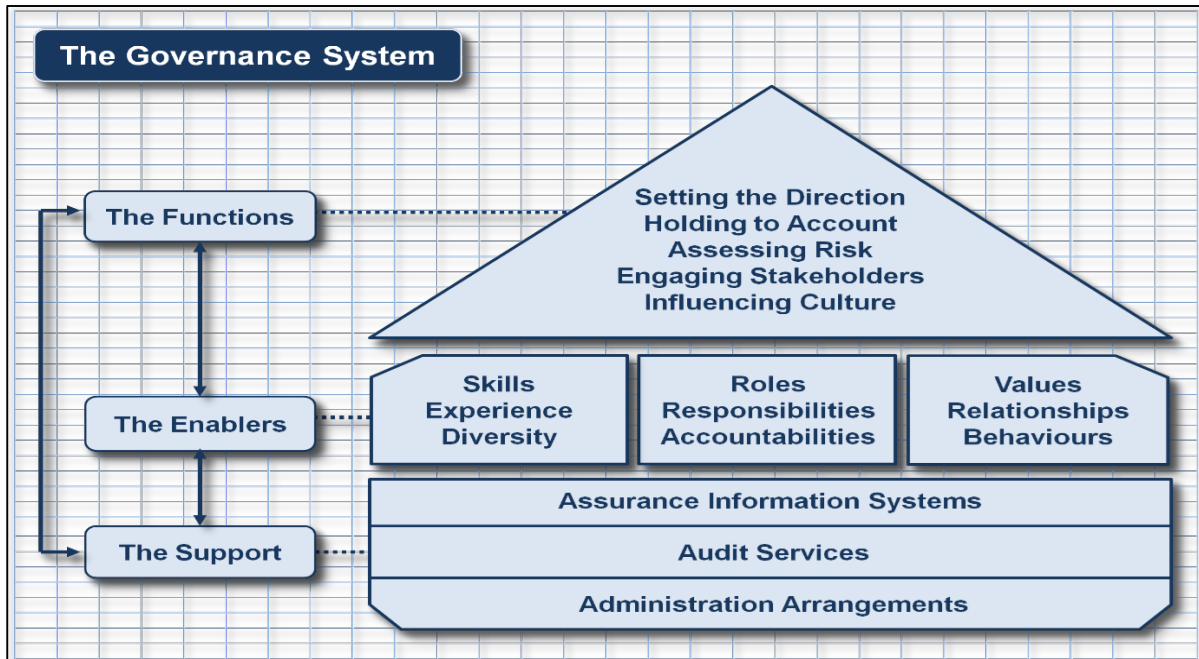 The Governance System
The Functions
Setting the Direction
Holding to Account
Assessing Risk
Engaging Stakeholders
Influencing Culture
The Enablers
Skills
Experience
Diversity
Roles
Responsibilities
Accountabilities
Values
Relationships
Behaviours
The Support
Assurance Information Systems
Audit Services
Administration Arrangements